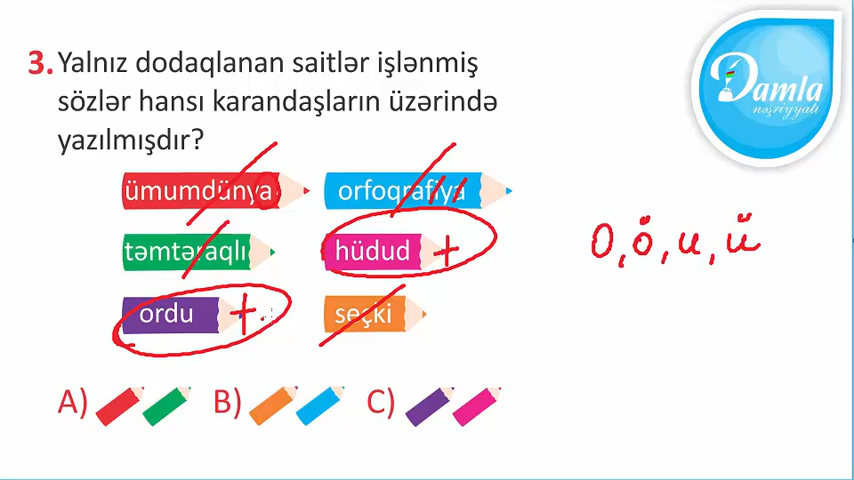 3. Yalnız dodaqlanan saitlər işlənmiş
sözlər hansı karandaşların üzərində
yazılmışdır?
ümumdünya
orfoqrafiya
təmtəraqlı
hüdud +
ordu +
seçki
A) B) C)
O, ö, u, ü
Damla
nəşriyyatı